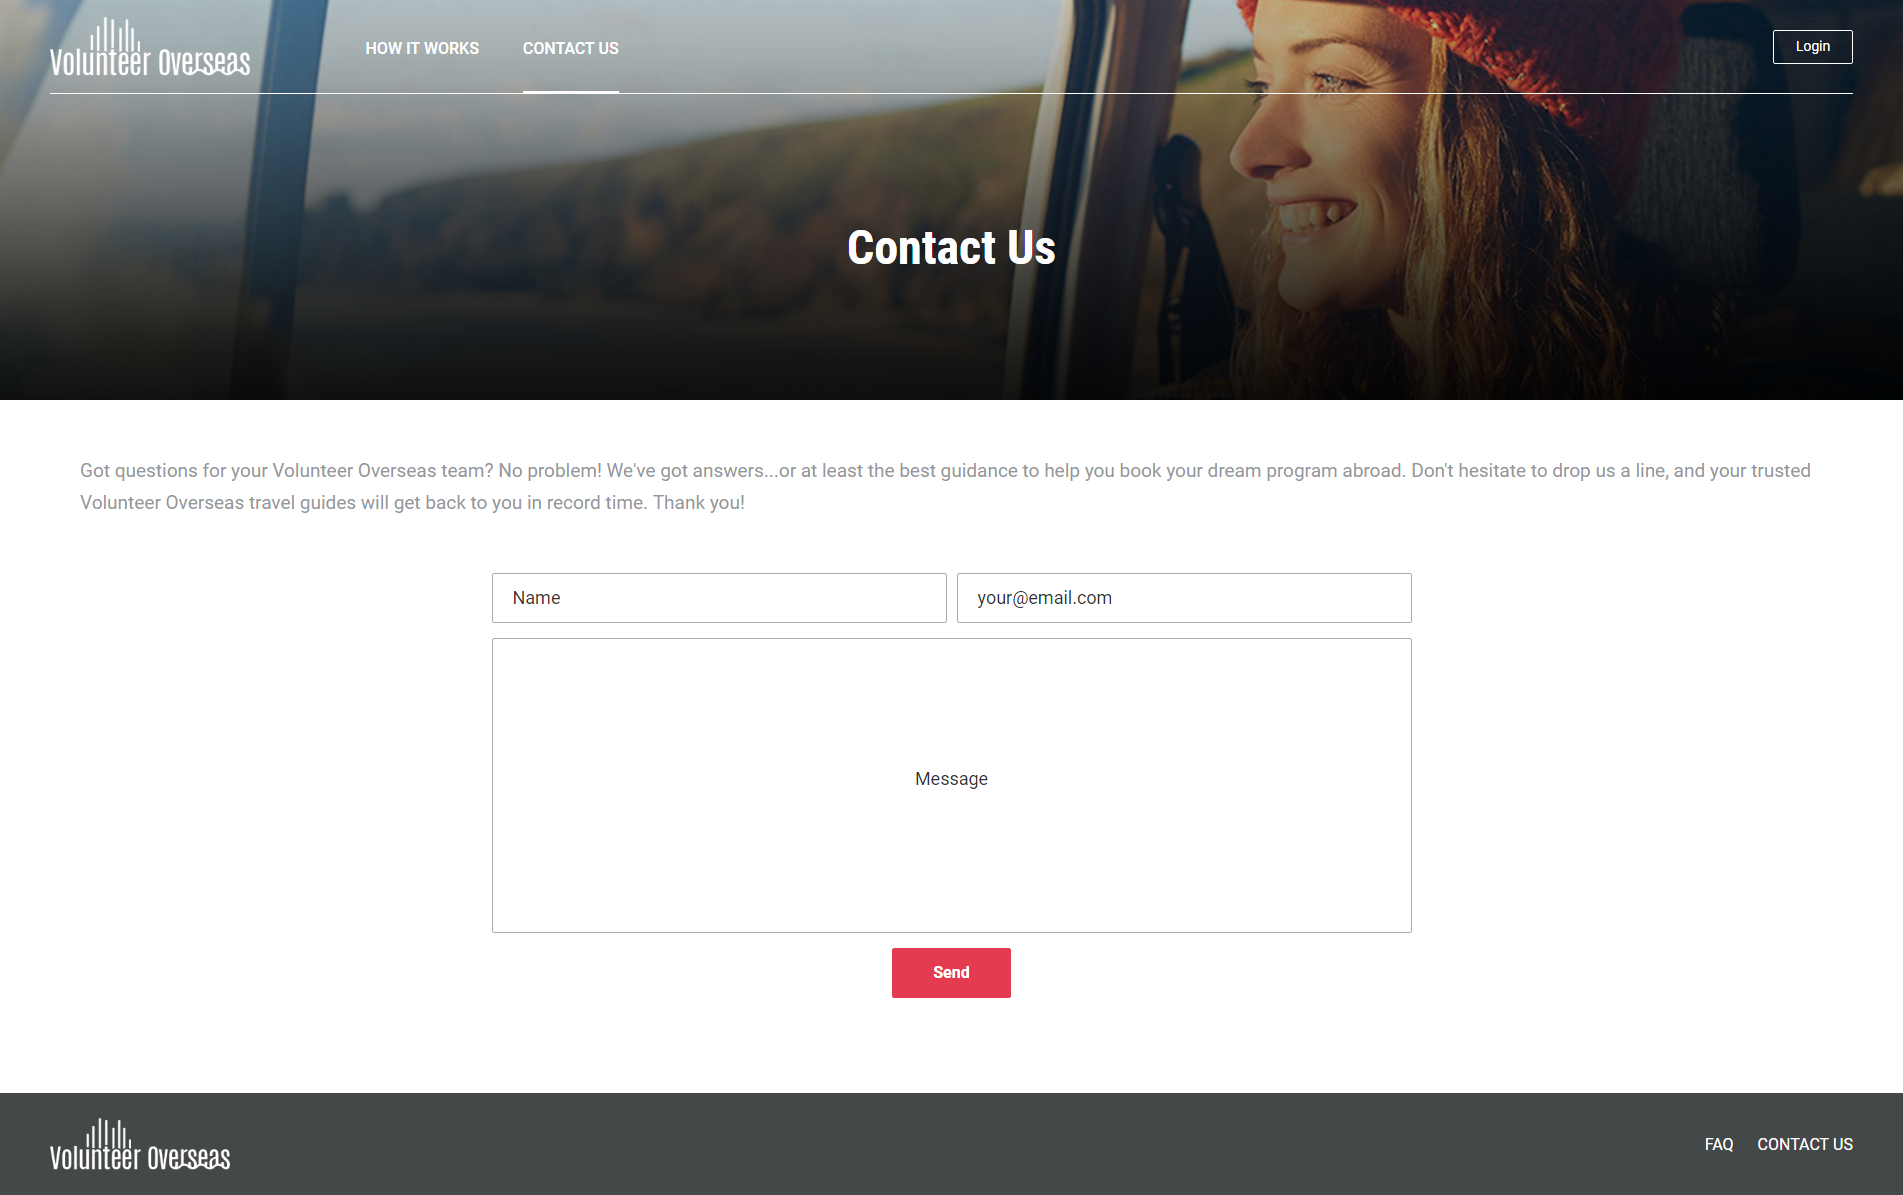 Volunteer Overseas
HOW IT WORKS
CONTACT US
Login
Contact Us
Got questions for your Volunteer Overseas team? No problem! We've got answers...or at least the best guidance to help you book your dream program abroad. Don't hesitate to drop us a line, and your trusted
Volunteer Overseas travel guides will get back to you in record time. Thank you!
Name
your@email.com
Message
Send
Volunteer Overseas
FAQ
CONTACT US